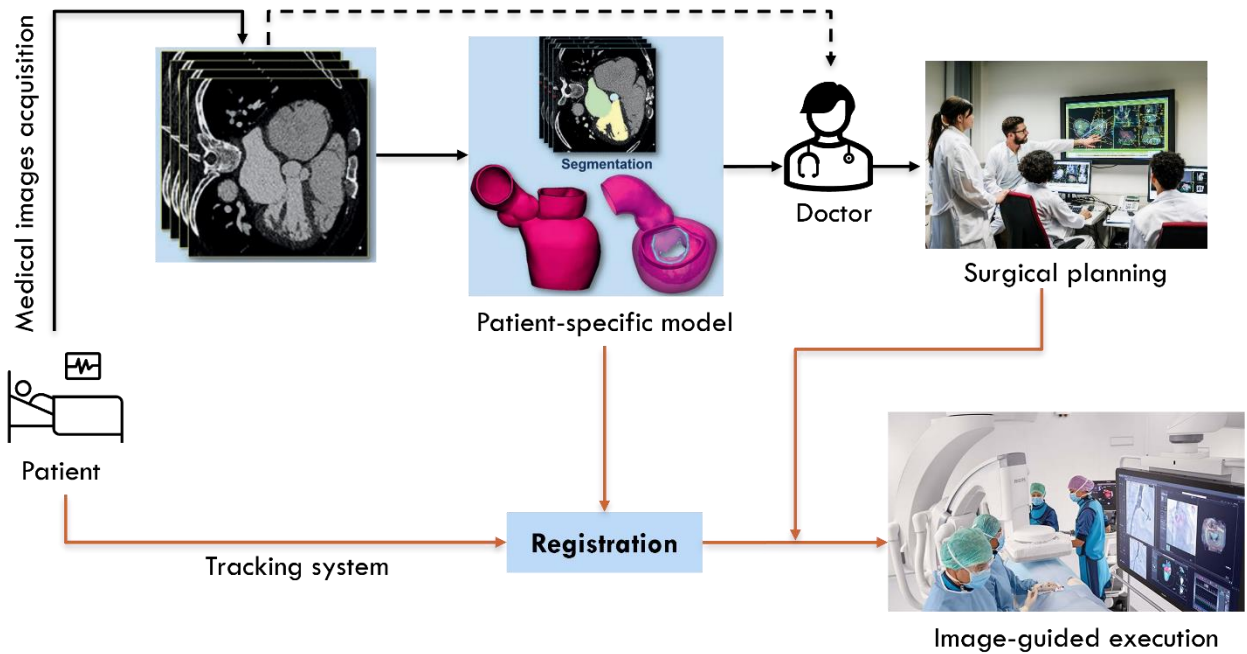 Medical images acquisition
Segmentation
Doctor
Surgical planning
Patient-specific model
Patient
Tracking system
Registration
Image-guided execution